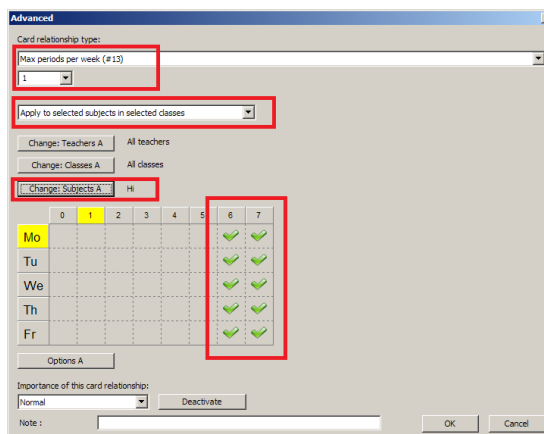 Advanced
Card relationship type:
Max periods per week (#13)
1
Apply to selected subjects in selected classes
Change: Teachers A All teachers
Change: Classes A All classes
Change: Subjects A Hi
0 1 2 3 4 5 6 7
Mo
Tu
We
Th
Fr
Options A
Importance of this card relationship:
Normal Deactivate
Note : OK Cancel